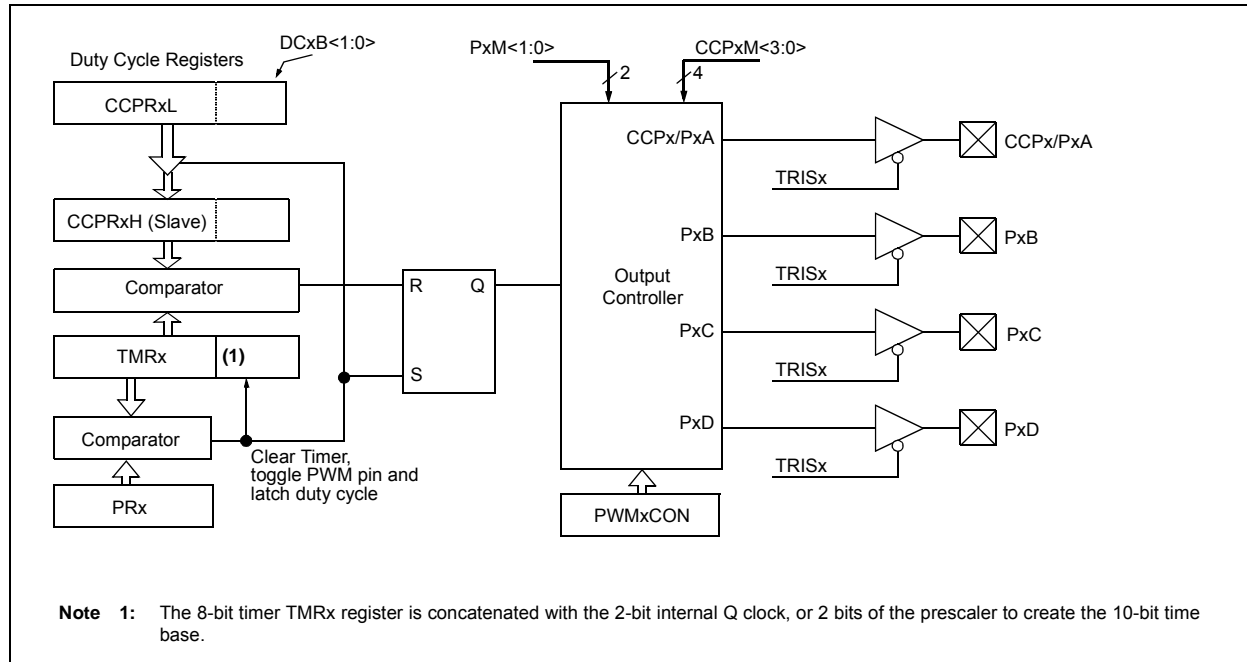 DCxB<1:0>
Duty Cycle Registers
CCPRxL
CCPRxH (Slave)
Comparator
TMRx
(1)
Comparator
PRx
Clear Timer,
toggle PWM pin and
latch duty cycle
R
Q
S
PxM<1:0>
2
CCPxM<3:0>
4
Output
Controller
CCPx/PxA
PxB
PxC
PxD
PWMxCON
TRISx
CCPx/PxA
TRISx
PxB
TRISx
PxC
TRISx
PxD
Note 1: The 8-bit timer TMRx register is concatenated with the 2-bit internal Q clock, or 2 bits of the prescaler to create the 10-bit time
base.